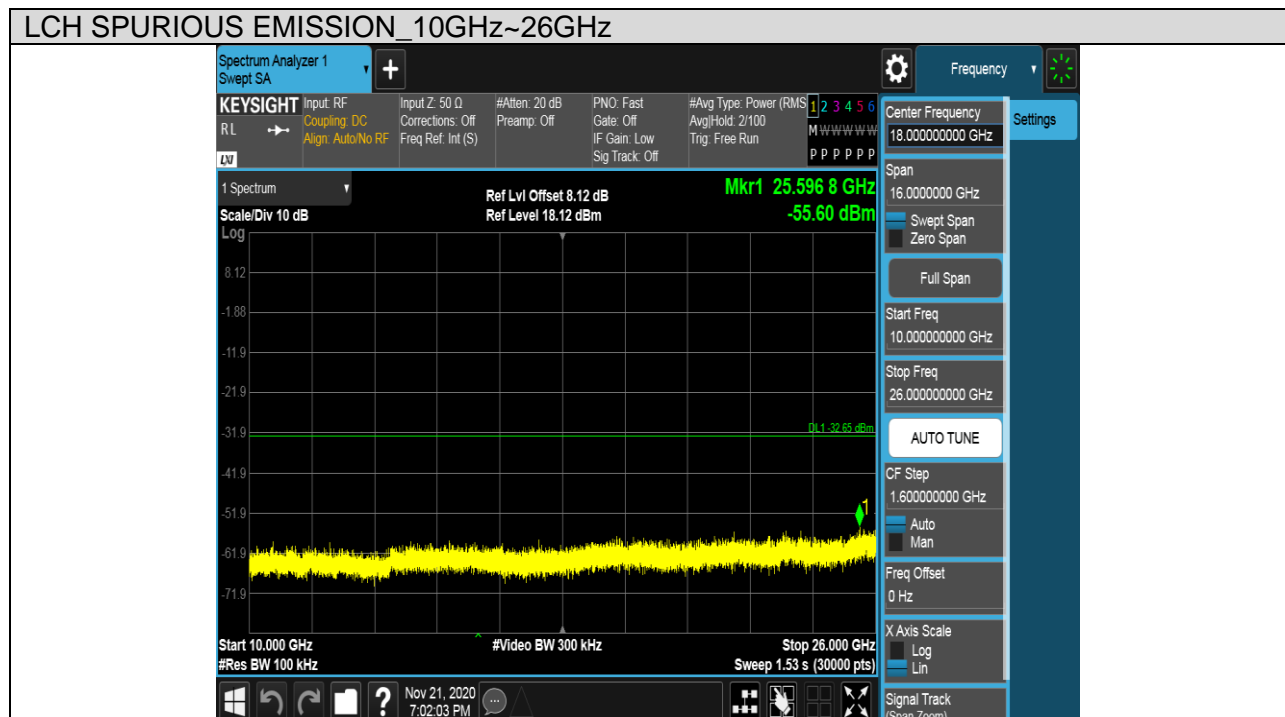 LCH SPURIOUS EMISSION_10GHz~26GHz
Spectrum Analyzer 1
Swept SA
+
Frequency
KEYSIGHT
RL
LXI
Input: RF
Coupling: DC
Align: Auto/No RF
Input Z: 50 Ω
Corrections: Off
Freq Ref: Int (S)
#Atten: 20 dB
Preamp: Off
PNO: Fast
Gate: Off
IF Gain: Low
Sig Track: Off
#Avg Type: Power (RMS
Avg|Hold: 2/100
Trig: Free Run
1 2 3 4 5 6
M W W W W W
P P P P P P
Center Frequency
18.000000000 GHz
Settings
1 Spectrum
Scale/Div 10 dB
Ref Lvl Offset 8.12 dB
Ref Level 18.12 dBm
Mkr1 25.596 8 GHz
-55.60 dBm
Span
16.0000000 GHz
Swept Span
Zero Span
Full Span
Start Freq
10.000000000 GHz
Stop Freq
26.000000000 GHz
AUTO TUNE
CF Step
1.600000000 GHz
Auto
Man
Freq Offset
0 Hz
X Axis Scale
Log
Lin
Signal Track
(Span Zoom)
Log
8.12
-1.88
-11.9
-21.9
-31.9
-41.9
-51.9
-61.9
-71.9
DL1 -32.65 dBm
1
Start 10.000 GHz
#Video BW 300 kHz
Stop 26.000 GHz
#Res BW 100 kHz
Sweep 1.53 s (30000 pts)
?
Nov 21, 2020
7:02:03 PM